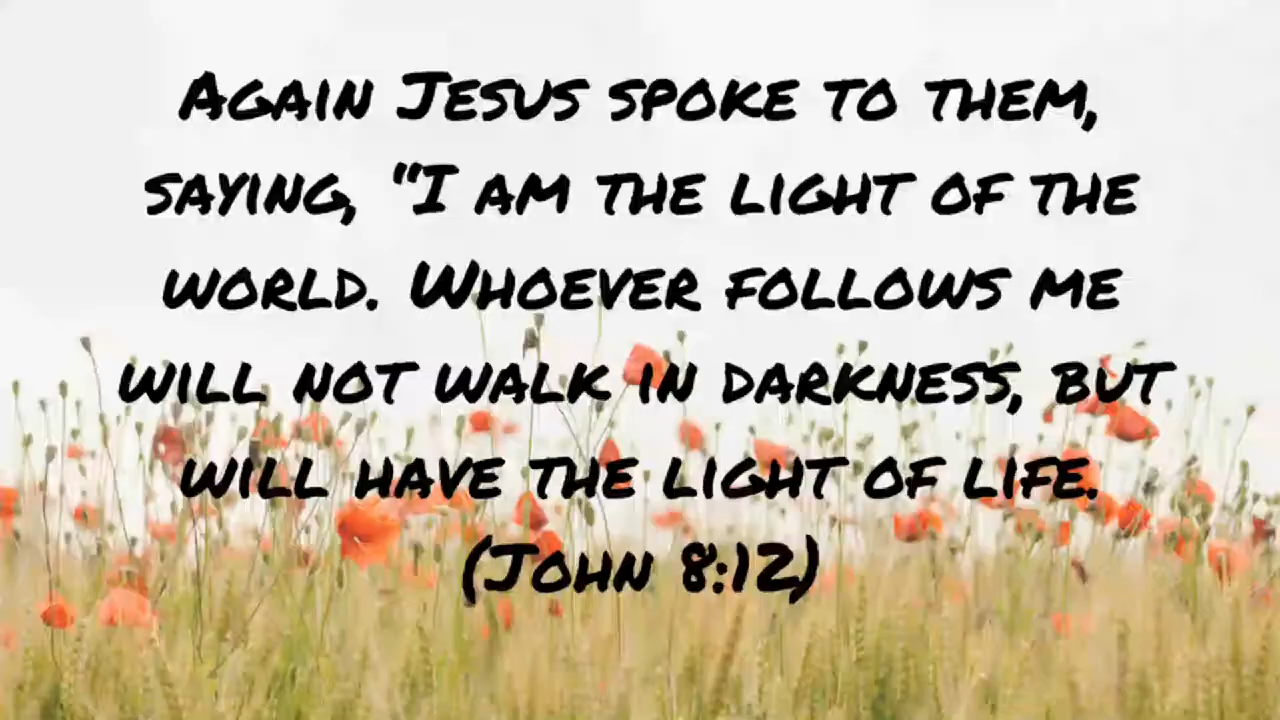 Again Jesus spoke to them,
saying, "I am the light of the
world. Whoever follows me
will not walk in darkness, but
will have the light of life.
(John 8:12)